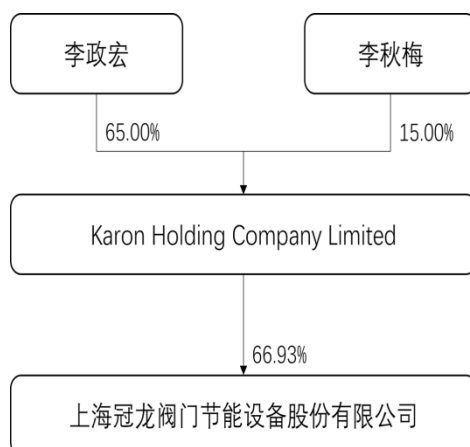 李政宏
李秋梅
65.00%
15.00%
Karon Holding Company Limited
66.93%
上海冠龙阀门节能设备股份有限公司